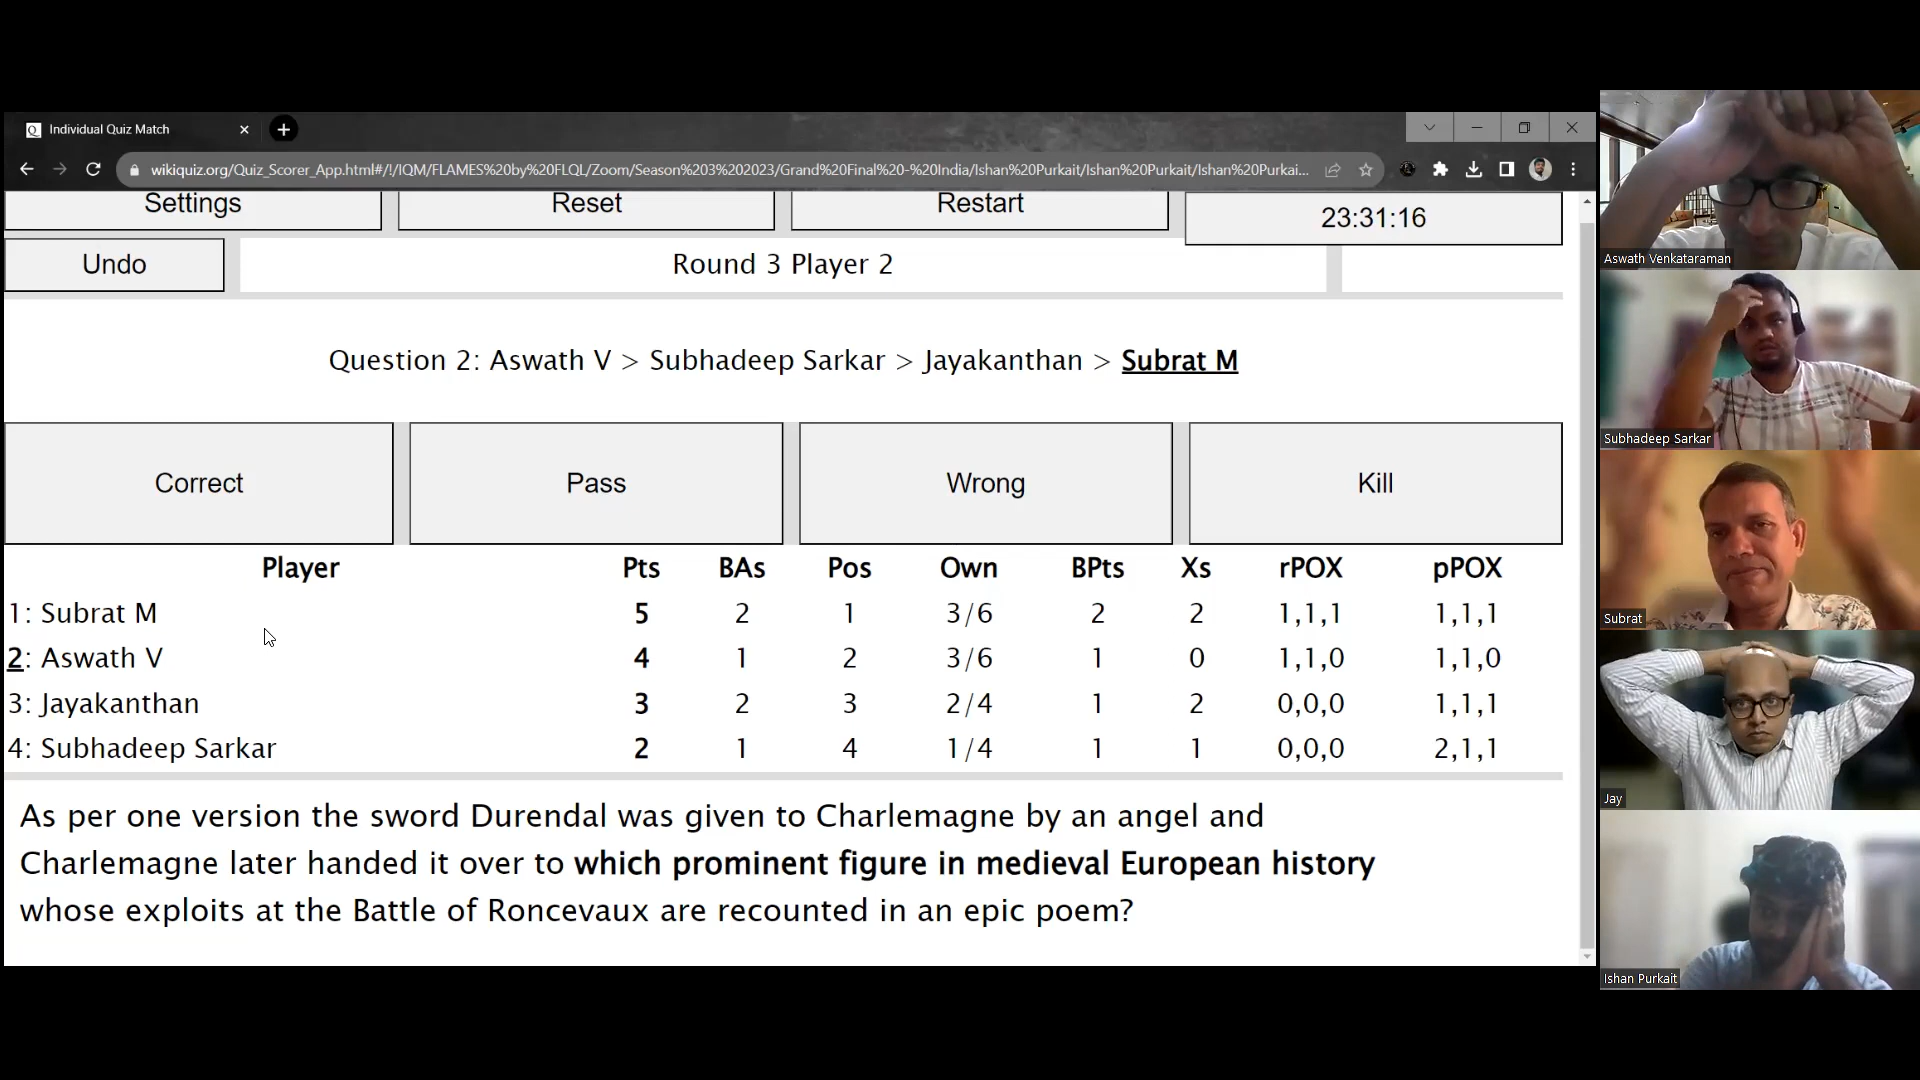 Individual Quiz Match
wikiquiz.org/Quiz_Scorer_App.html#/!/IQM/FLAMES%20by%20FLQL/Zoom/Season%203%202023/Grand%20Final%20-%20India/Ishan%20Purkait/Ishan%20Purkait/Ishan%20Purkai...
Settings Reset Restart 23:31:16
Undo Round 3 Player 2
Question 2: Aswath V > Subhadeep Sarkar > Jayakanthan > Subrat M
Correct Pass Wrong Kill
Player Pts BAs Pos Own BPts Xs rPOX pPOX
1: Subrat M 5 2 1 3/6 2 2 1,1,1 1,1,1
2: Aswath V 4 1 2 3/6 1 0 1,1,0 1,1,0
3: Jayakanthan 3 2 3 2/4 1 2 0,0,0 1,1,1
4: Subhadeep Sarkar 2 1 4 1/4 1 1 0,0,0 2,1,1
As per one version the sword Durendal was given to Charlemagne by an angel and
Charlemagne later handed it over to which prominent figure in medieval European history
whose exploits at the Battle of Roncevaux are recounted in an epic poem?
Aswath Venkataraman
Subhadeep Sarkar
Subrat
Jay
Ishan Purkait